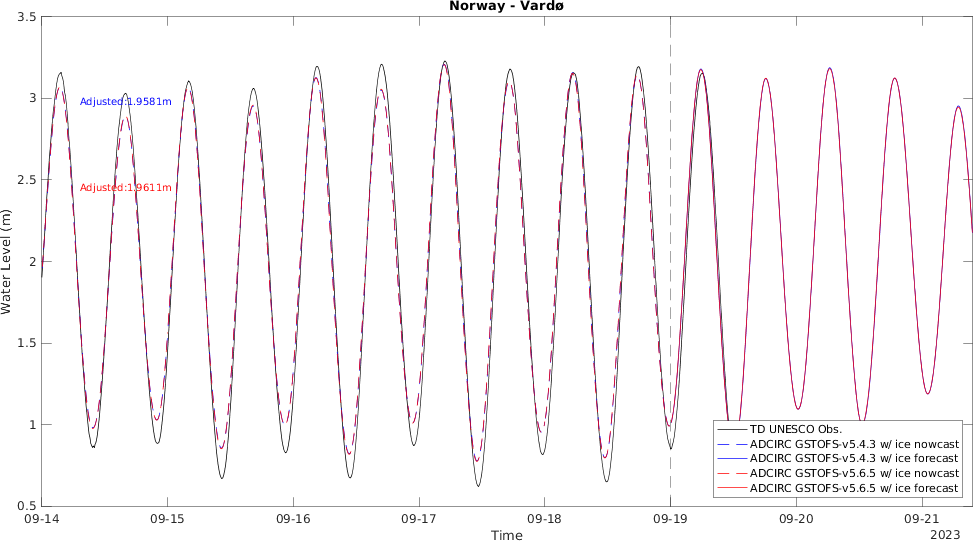 Norway - Vardø
3.5
3
2.5
2
1.5
1
0.5
Water Level (m)
Adjusted:1.9581m
Adjusted:1.9611m
TD UNESCO Obs.
ADCIRC GSTOFS-v5.4.3 w/ ice nowcast
ADCIRC GSTOFS-v5.4.3 w/ ice forecast
ADCIRC GSTOFS-v5.6.5 w/ ice nowcast
ADCIRC GSTOFS-v5.6.5 w/ ice forecast
09-14 09-15 09-16 09-17 09-18 09-19 09-20 09-21
Time
2023